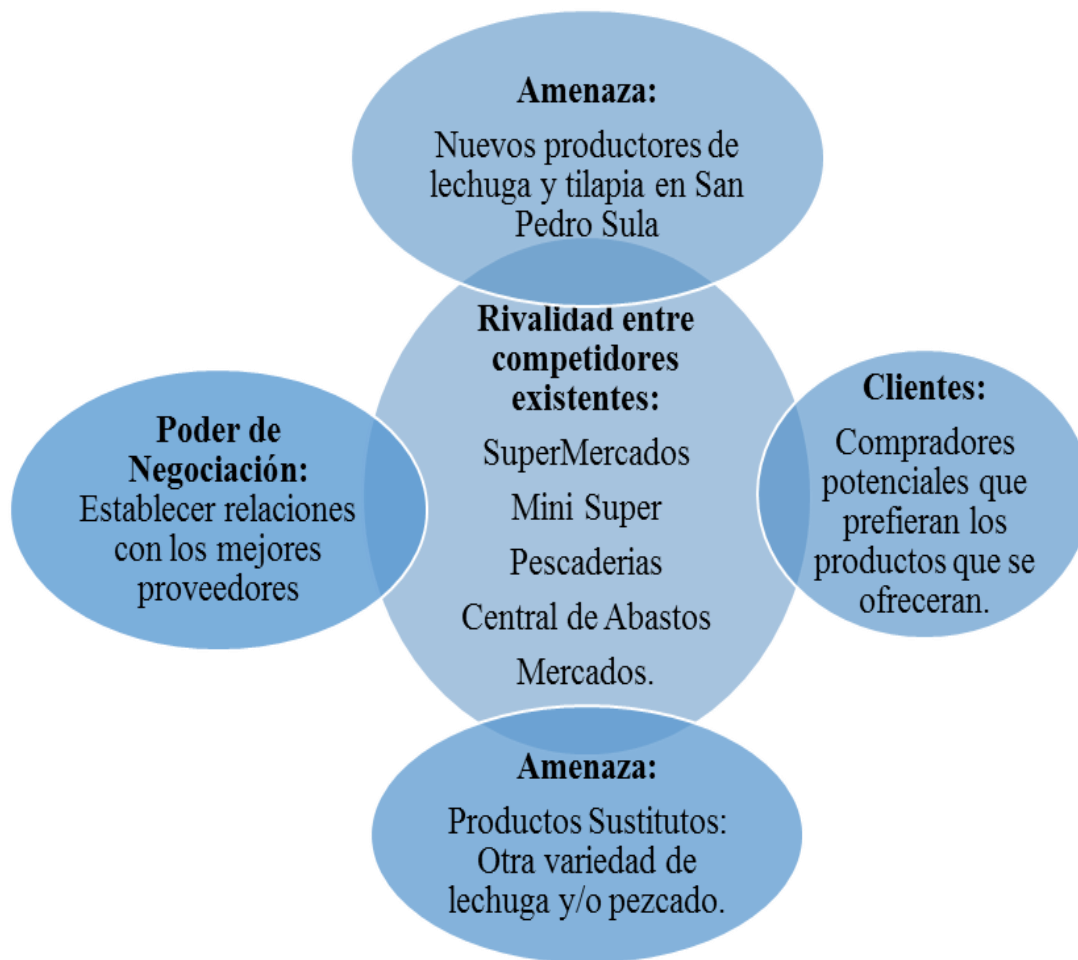 Amenaza:
Nuevos productores de
lechuga y tilapia en San
Pedro Sula
Rivalidad entre
competidores
existentes:
SuperMercados
Mini Super
Pescaderias
Central de Abastos
Mercados.
Poder de
Negociación:
Establecer relaciones
con los mejores
proveedores
Clientes:
Compradores
potenciales que
prefieran los
productos que se
ofreceran.
Amenaza:
Productos Sustitutos:
Otra variedad de
lechuga y/o pezcado.